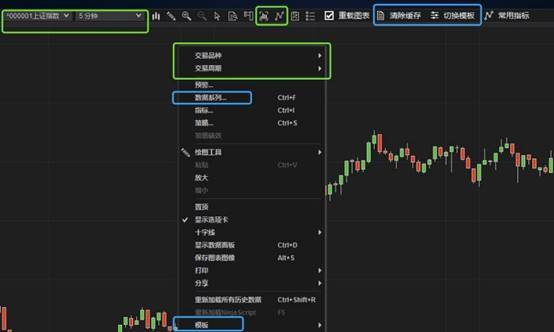 *000001上证指数 5 分钟 重载图表 清除缓存 切换模板 常用指标
交易品种
交易周期
预警...
数据系列... Ctrl+F
指标... Ctrl+I
策略... Ctrl+S
绘图工具
粘贴 Ctrl+V
放大
缩小
置顶
显示选项卡
十字线
显示数据面板 Ctrl+D
保存图表图像 Alt+S
打印
分享
重新加载所有历史数据 Ctrl+Shift+R
重新加载NinjaScript F5
模板